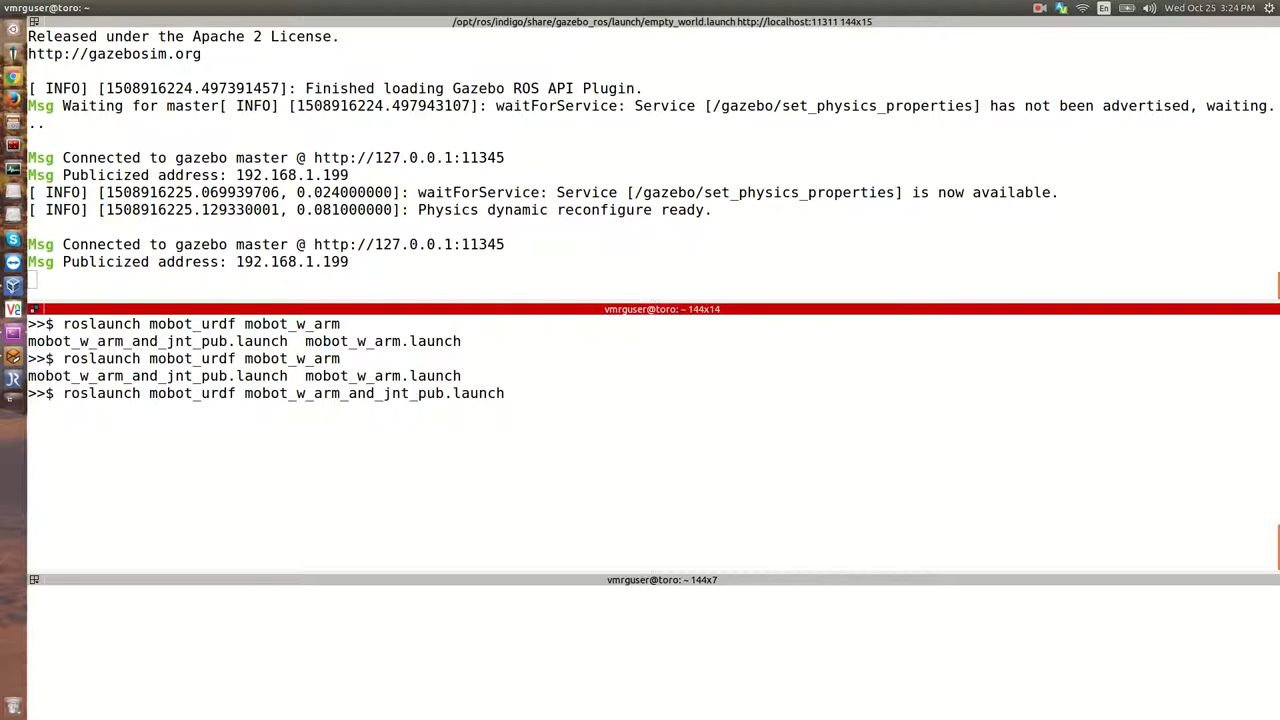 vmrguser@toro: ~
En
Wed Oct 25 3:24 PM
/opt/ros/indigo/share/gazebo_ros/launch/empty_world.launch http://localhost:11311 144x15
Released under the Apache 2 License.
http://gazebosim.org
[ INFO] [1508916224.497391457]: Finished loading Gazebo ROS API Plugin.
Msg Waiting for master[ INFO] [1508916224.497943107]: waitForService: Service [/gazebo/set_physics_properties] has not been advertised, waiting.
..
Msg Connected to gazebo master @ http://127.0.0.1:11345
Msg Publicized address: 192.168.1.199
[ INFO] [1508916225.069939706, 0.024000000]: waitForService: Service [/gazebo/set_physics_properties] is now available.
[ INFO] [1508916225.129330001, 0.081000000]: Physics dynamic reconfigure ready.
Msg Connected to gazebo master @ http://127.0.0.1:11345
Msg Publicized address: 192.168.1.199
vmrguser@toro: ~ 144x14
>>$ roslaunch mobot_urdf mobot_w_arm
mobot_w_arm_and_jnt_pub.launch  mobot_w_arm.launch
>>$ roslaunch mobot_urdf mobot_w_arm
mobot_w_arm_and_jnt_pub.launch  mobot_w_arm.launch
>>$ roslaunch mobot_urdf mobot_w_arm_and_jnt_pub.launch
vmrguser@toro: ~ 144x7